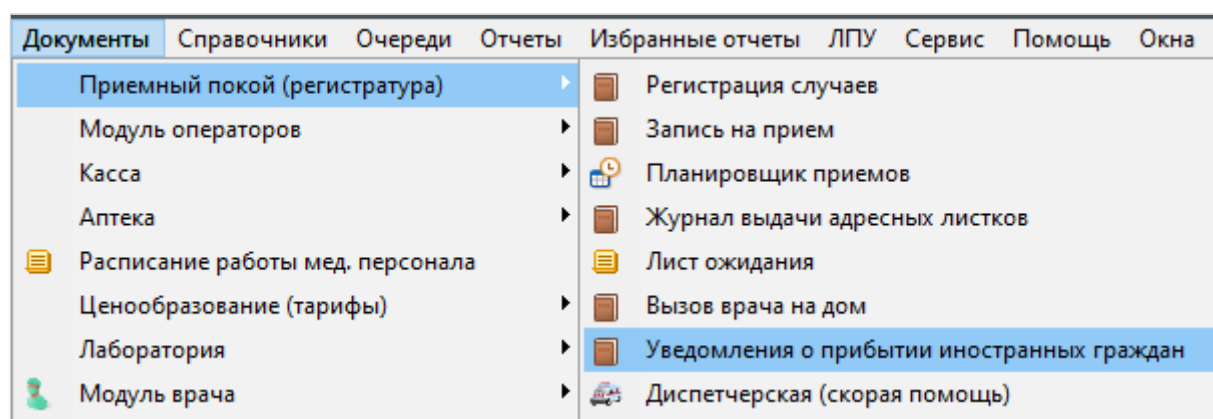 Документы Справочники Очереди Отчеты Избранные отчеты ЛПУ Сервис Помощь Окна
Приемный покой (регистратура)
Модуль операторов
Касса
Аптека
Расписание работы мед. персонала
Ценообразование (тарифы)
Лаборатория
Модуль врача
Регистрация случаев
Запись на прием
Планировщик приемов
Журнал выдачи адресных листков
Лист ожидания
Вызов врача на дом
Уведомления о прибытии иностранных граждан
Диспетчерская (скорая помощь)